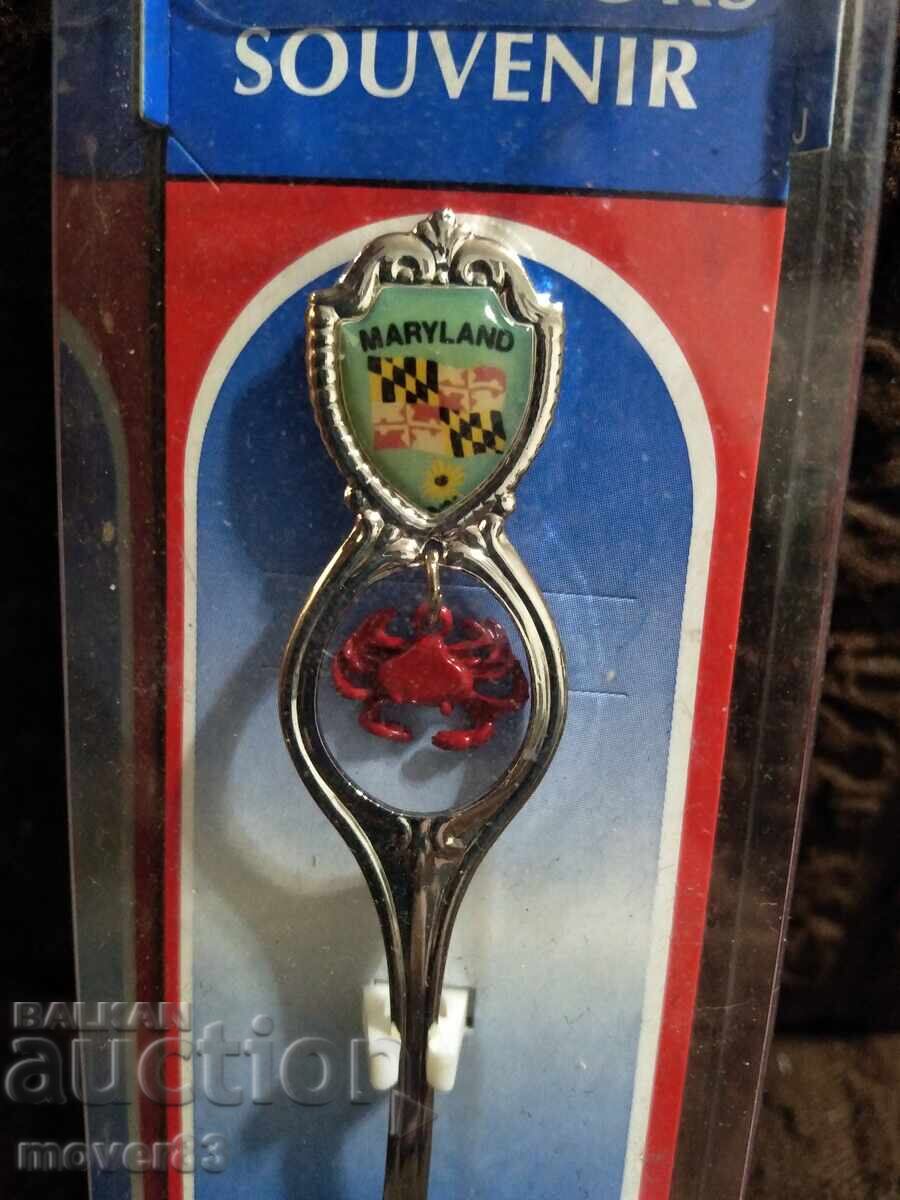 SOUVENIR
MARYLAND
BALKAN
auction
mover83